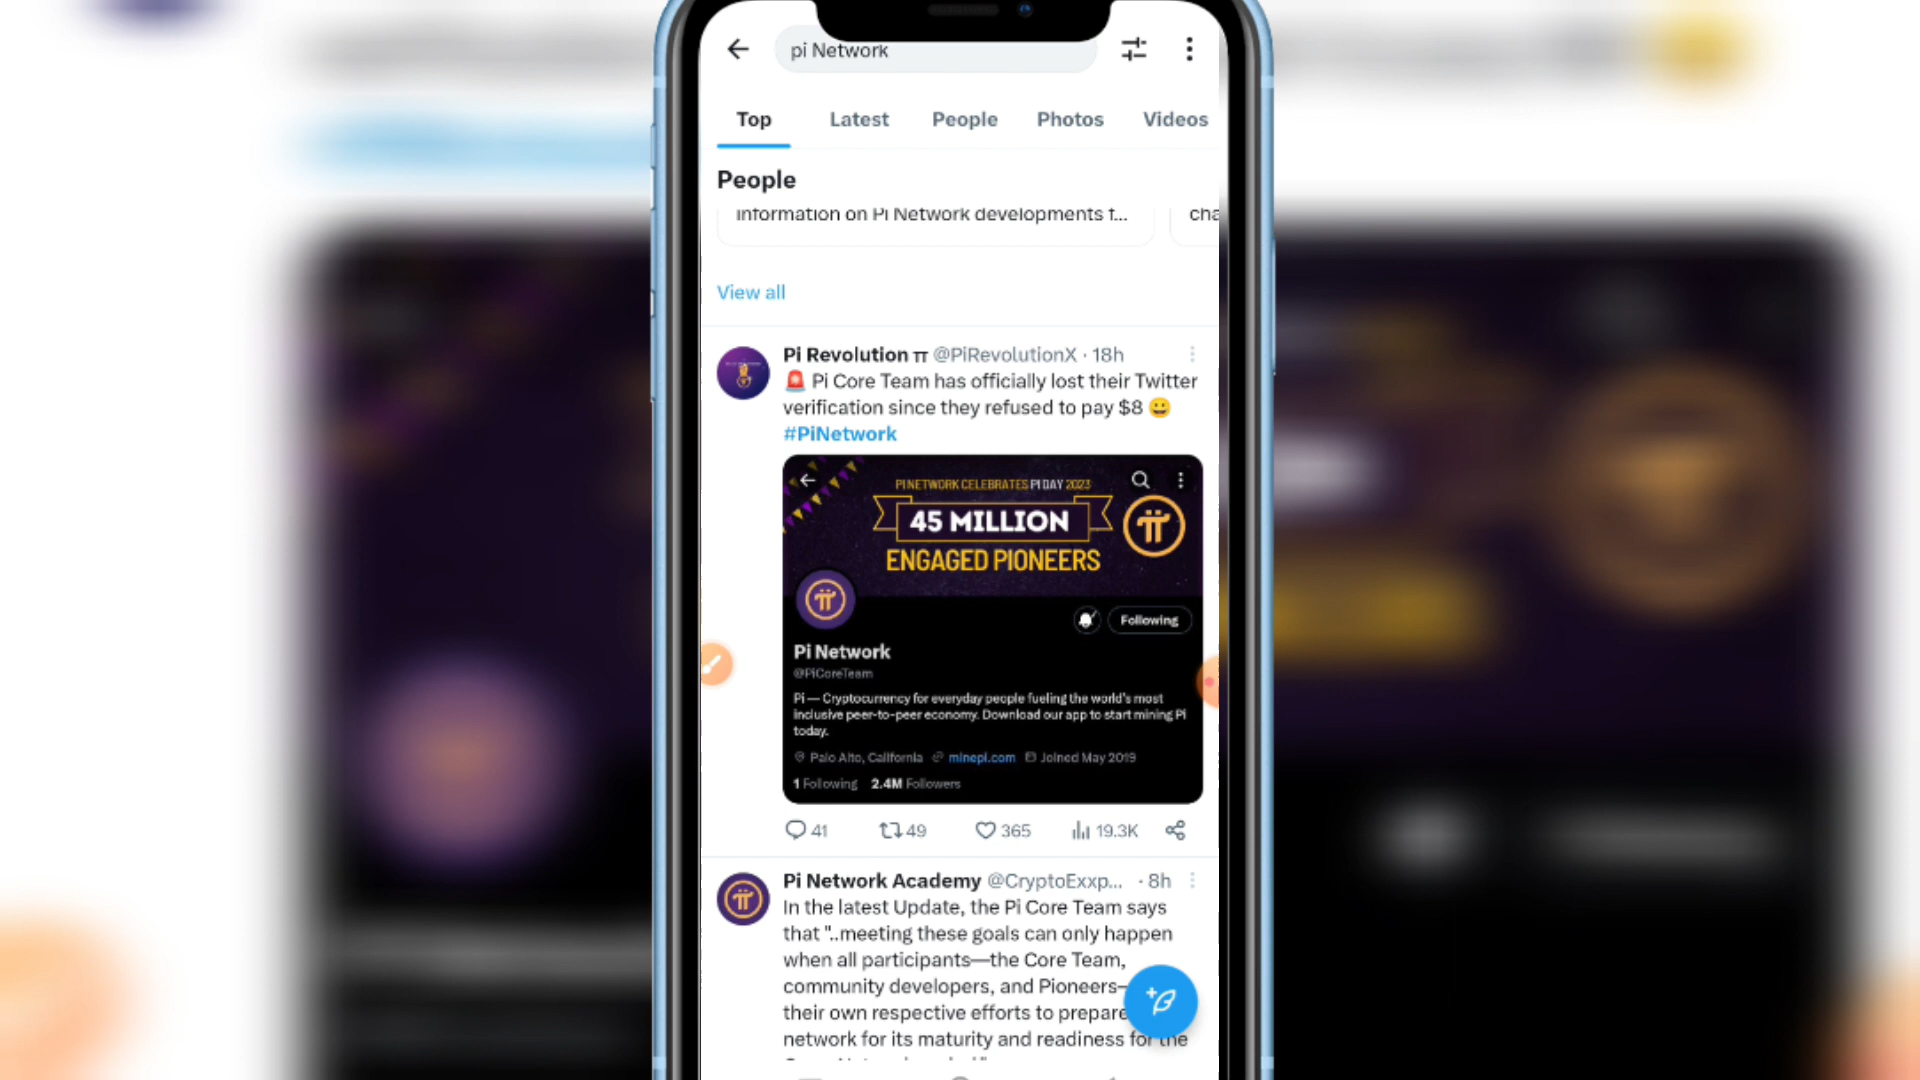 pi Network
Top Latest People Photos Videos
People
information on Pi Network developments f... cha
View all
Pi Revolution π @PiRevolutionX · 18h
🚨 Pi Core Team has officially lost their Twitter
verification since they refused to pay $8 😀
#PiNetwork
PI NETWORK CELEBRATES PI DAY 2023
45 MILLION
ENGAGED PIONEERS
Following
Pi Network
@PiCoreTeam
Pi — Cryptocurrency for everyday people fueling the world's most
inclusive peer-to-peer economy. Download our app to start mining Pi
today.
Palo Alto, California minepi.com Joined May 2019
1 Following 2.4M Followers
41 49 365 19.3K
Pi Network Academy @CryptoExxp... · 8h
In the latest Update, the Pi Core Team says
that "..meeting these goals can only happen
when all participants—the Core Team,
community developers, and Pioneers—
their own respective efforts to prepare
network for its maturity and readiness for the